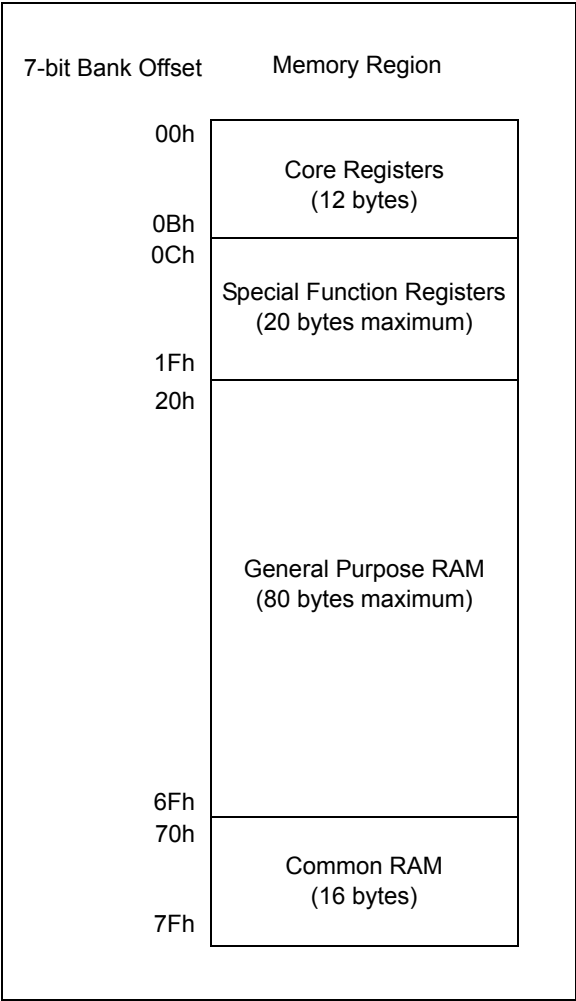 7-bit Bank Offset Memory Region
00h
Core Registers
(12 bytes)
0Bh
0Ch
Special Function Registers
(20 bytes maximum)
1Fh
20h
General Purpose RAM
(80 bytes maximum)
6Fh
70h
Common RAM
(16 bytes)
7Fh